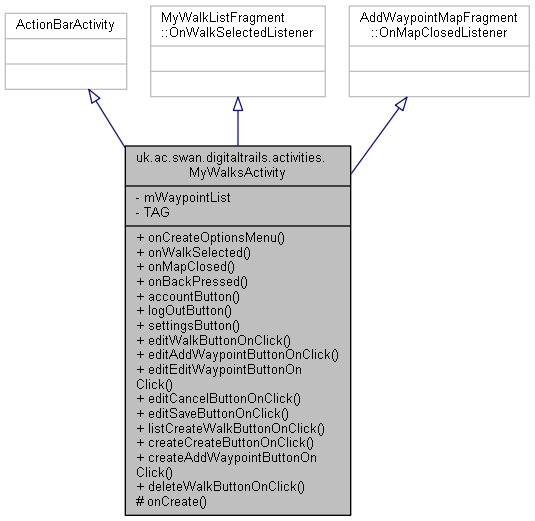 ActionBarActivity
MyWalkListFragment
::OnWalkSelectedListener
AddWaypointMapFragment
::OnMapClosedListener
uk.ac.swan.digitaltrails.activities.
MyWalksActivity
- mWaypointList
- TAG
+ onCreateOptionsMenu()
+ onWalkSelected()
+ onMapClosed()
+ onBackPressed()
+ accountButton()
+ logOutButton()
+ settingsButton()
+ editWalkButtonOnClick()
+ editAddWaypointButtonOnClick()
+ editEditWaypointButtonOn
Click()
+ editCancelButtonOnClick()
+ editSaveButtonOnClick()
+ listCreateWalkButtonOnClick()
+ createCreateButtonOnClick()
+ createAddWaypointButtonOn
Click()
+ deleteWalkButtonOnClick()
# onCreate()